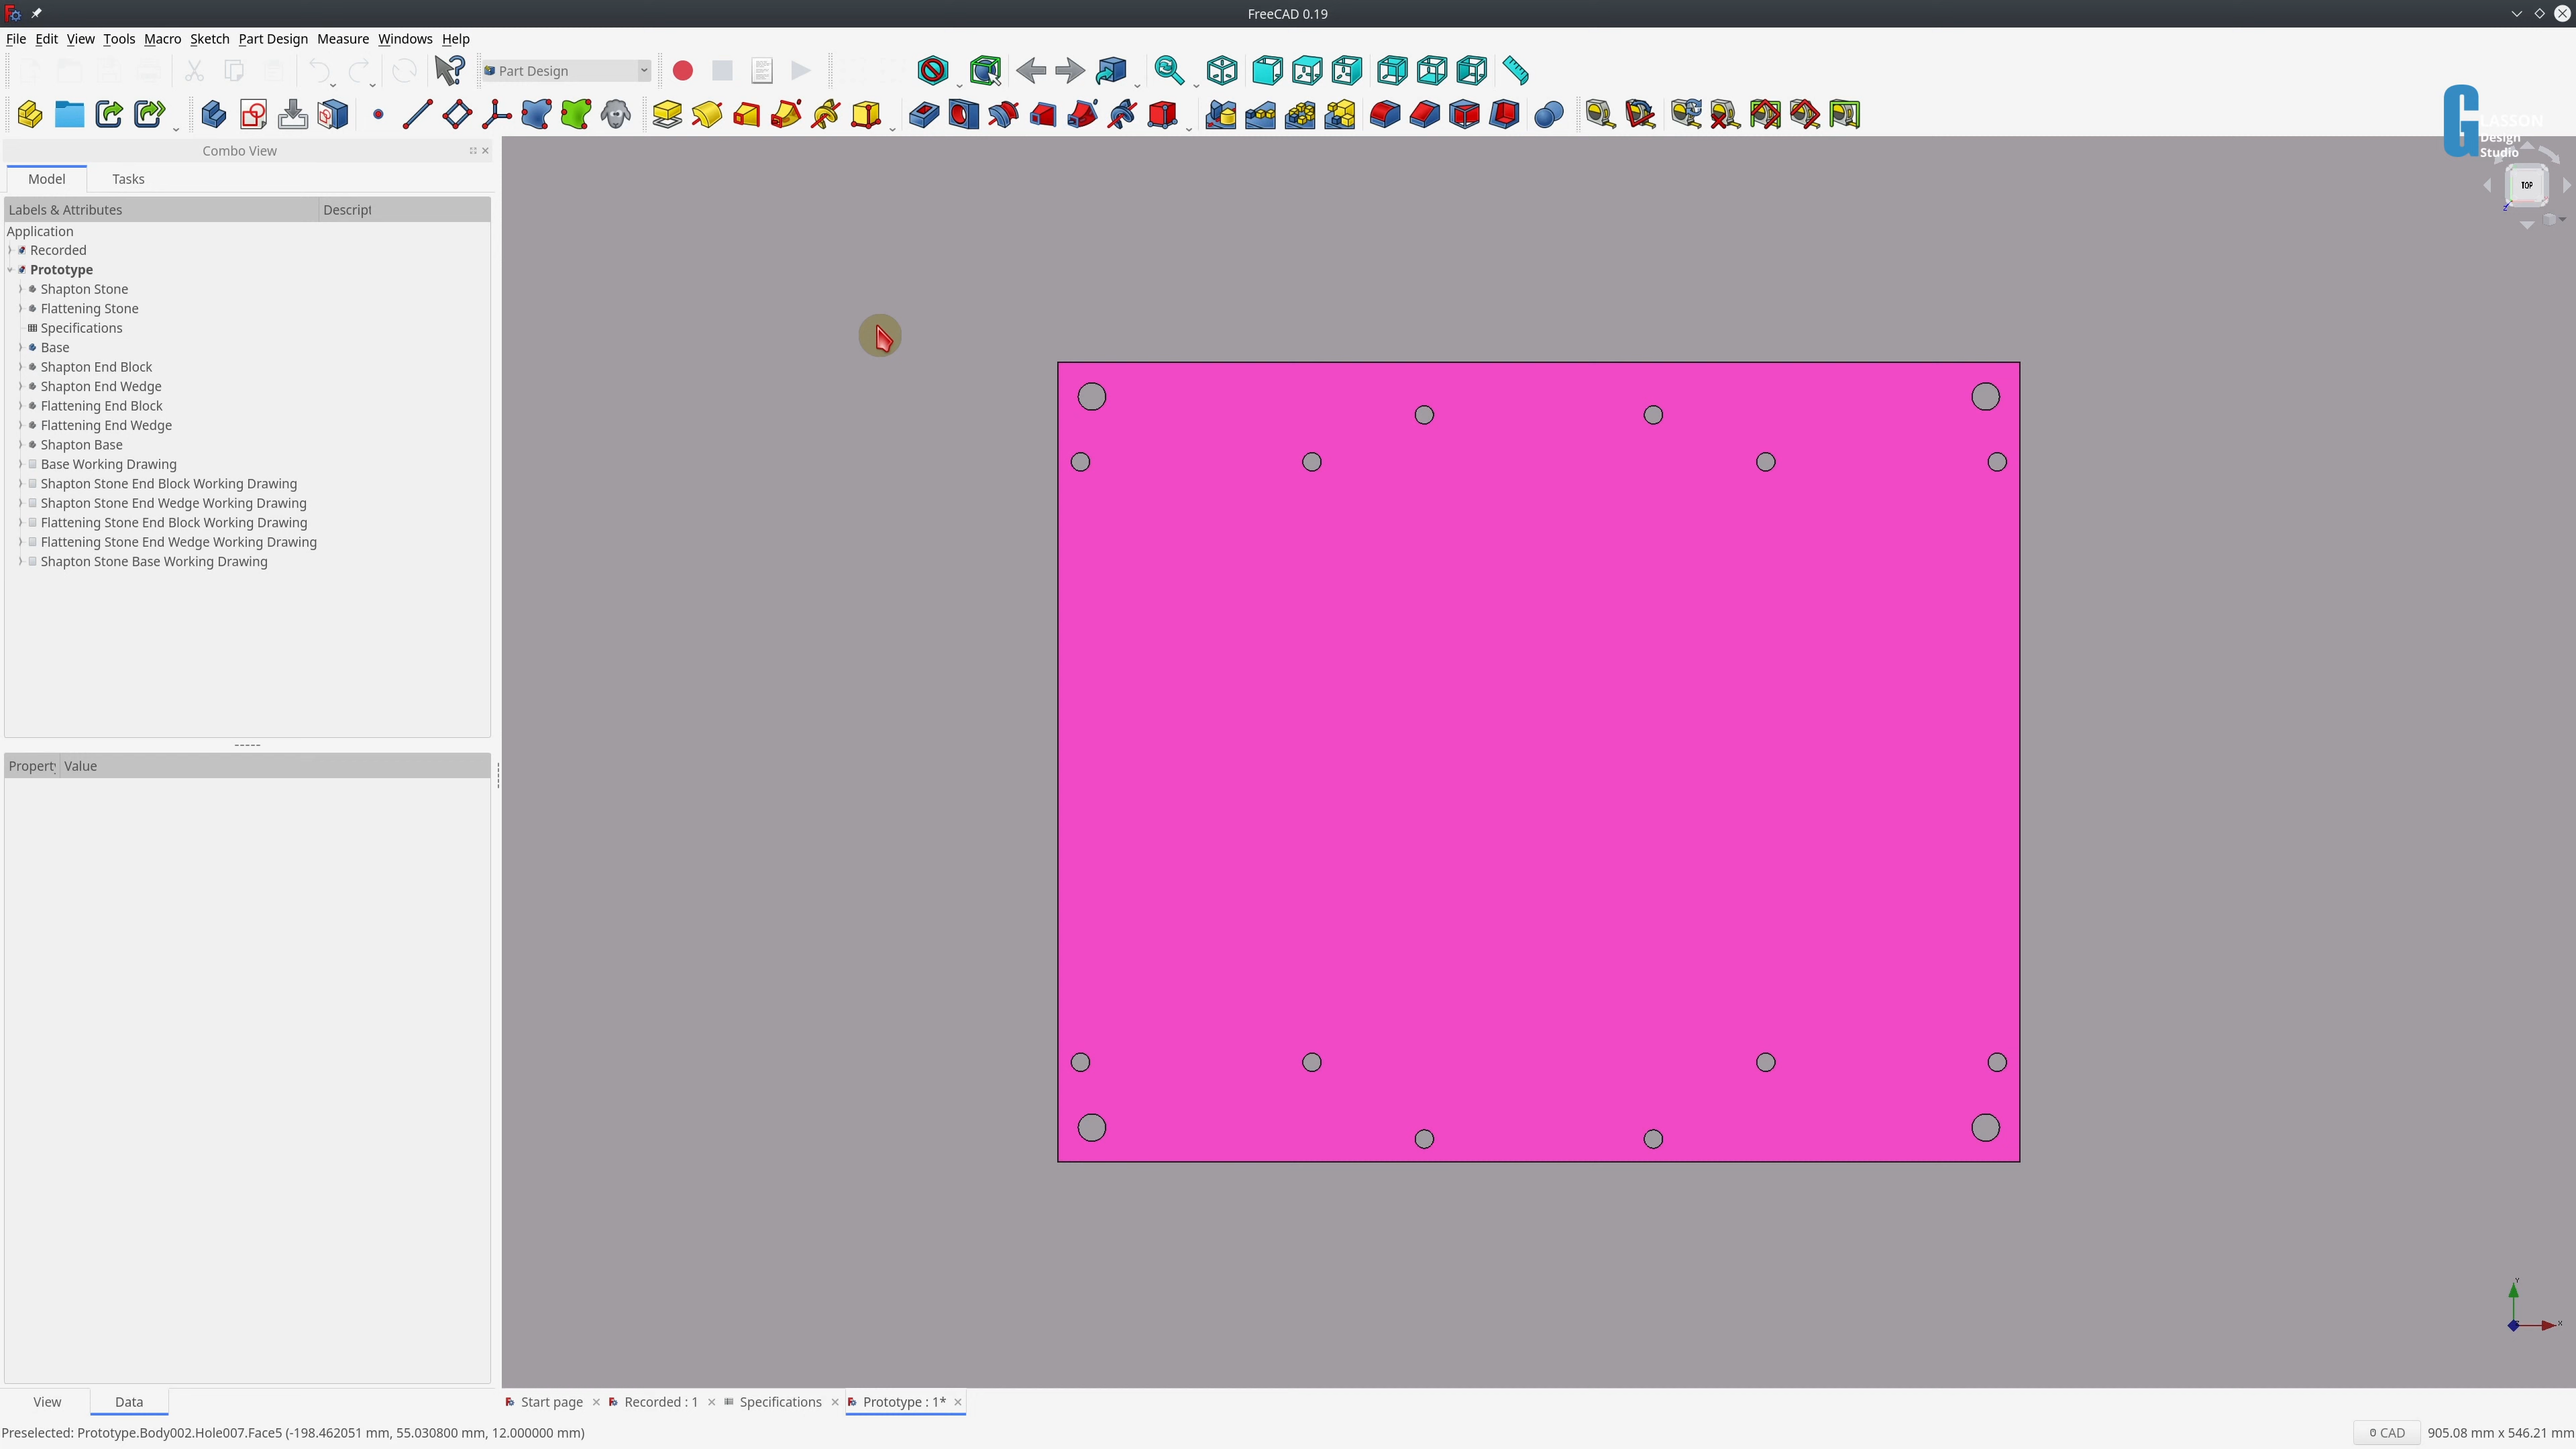 FreeCAD 0.19
File Edit View Tools Macro Sketch Part Design Measure Windows Help
Part Design
LASSON
Design
Studio
Combo View
Model Tasks
Labels & Attributes Descript
Application
Recorded
Prototype
Shapton Stone
Flattening Stone
Specifications
Base
Shapton End Block
Shapton End Wedge
Flattening End Block
Flattening End Wedge
Shapton Base
Base Working Drawing
Shapton Stone End Block Working Drawing
Shapton Stone End Wedge Working Drawing
Flattening Stone End Block Working Drawing
Flattening Stone End Wedge Working Drawing
Shapton Stone Base Working Drawing
TOP
Z
Property Value
Y
X
View Data
Start page Recorded : 1 Specifications Prototype : 1*
Preselected: Prototype.Body002.Hole007.Face5 (-198.462051 mm, 55.030800 mm, 12.000000 mm)
CAD 905.08 mm x 546.21 mm